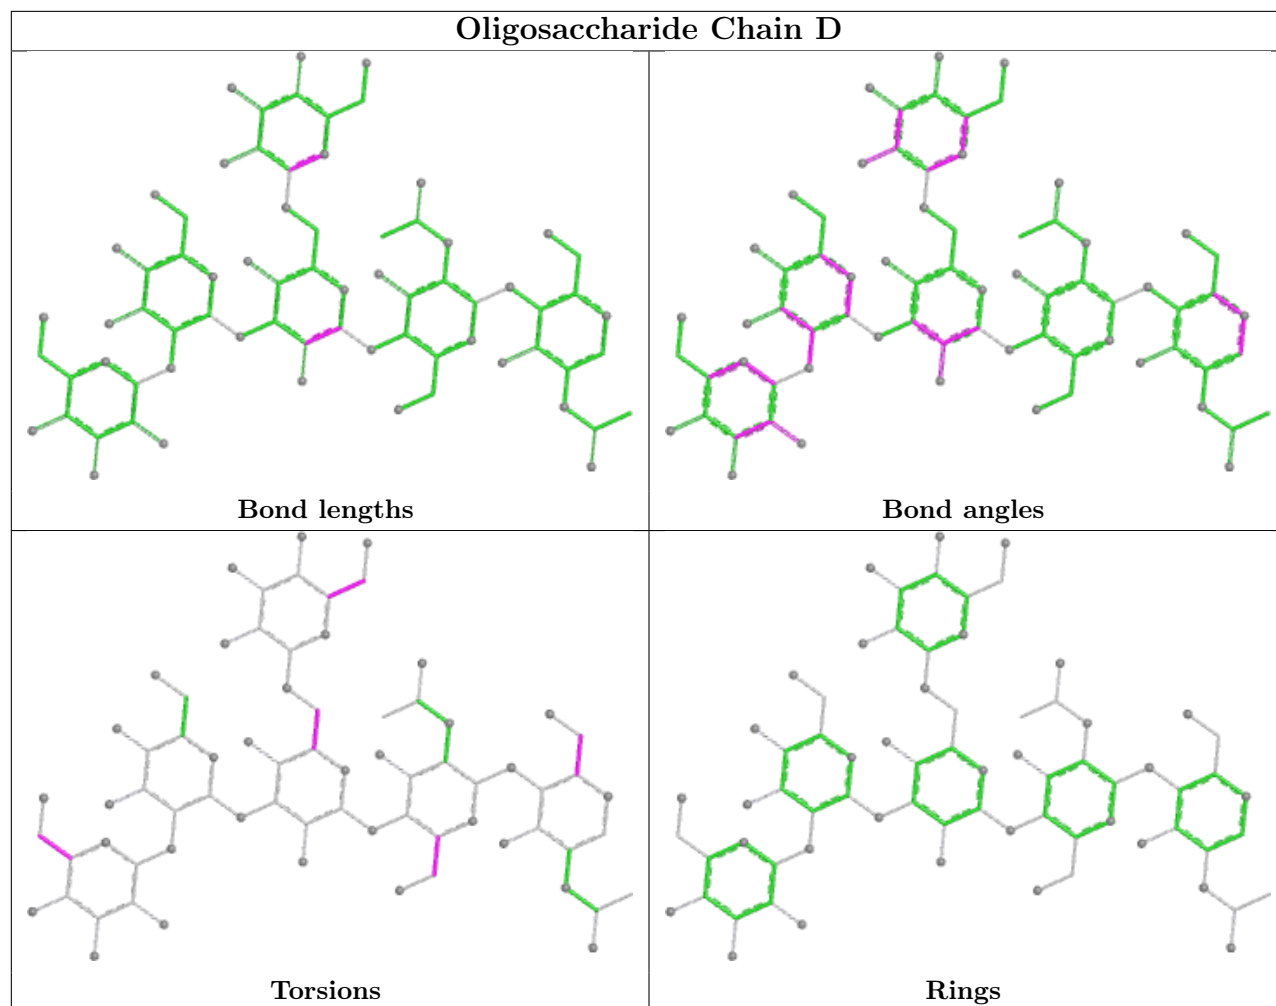 Oligosaccharide Chain D
Bond lengths
Bond angles
Torsions
Rings